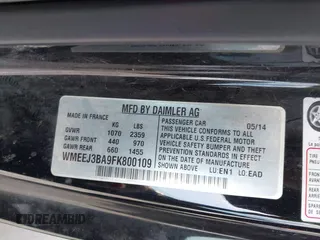 MFD BY DAIMLER AG
MADE IN FRANCE
05/14
KG LBS
GVWR 1070 2359
GAWR FRONT 440 970
GAWR REAR 660 1455
PASSENGER CAR
THIS VEHICLE CONFORMS TO ALL
APPLICABLE U.S. FEDERAL MOTOR
VEHICLE SAFETY, BUMPER AND THEFT
PREVENTION STANDARDS IN EFFECT ON
THE DATE OF MANUFACTURE SHOWN ABOVE.
WMEEJ3BA9FK800109
LU:EN1 LO.EAD
DREAMBID